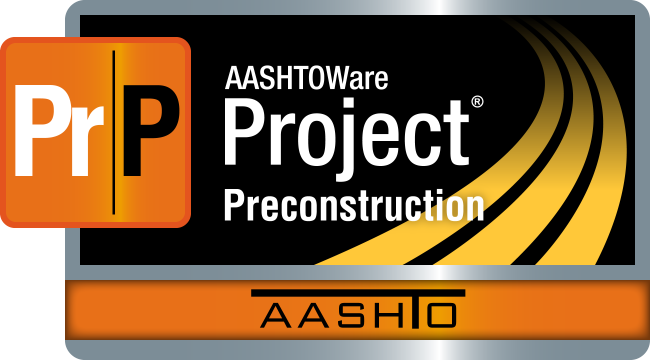 Pr|P
AASHTOWare
Project®
Preconstruction
AASHTO